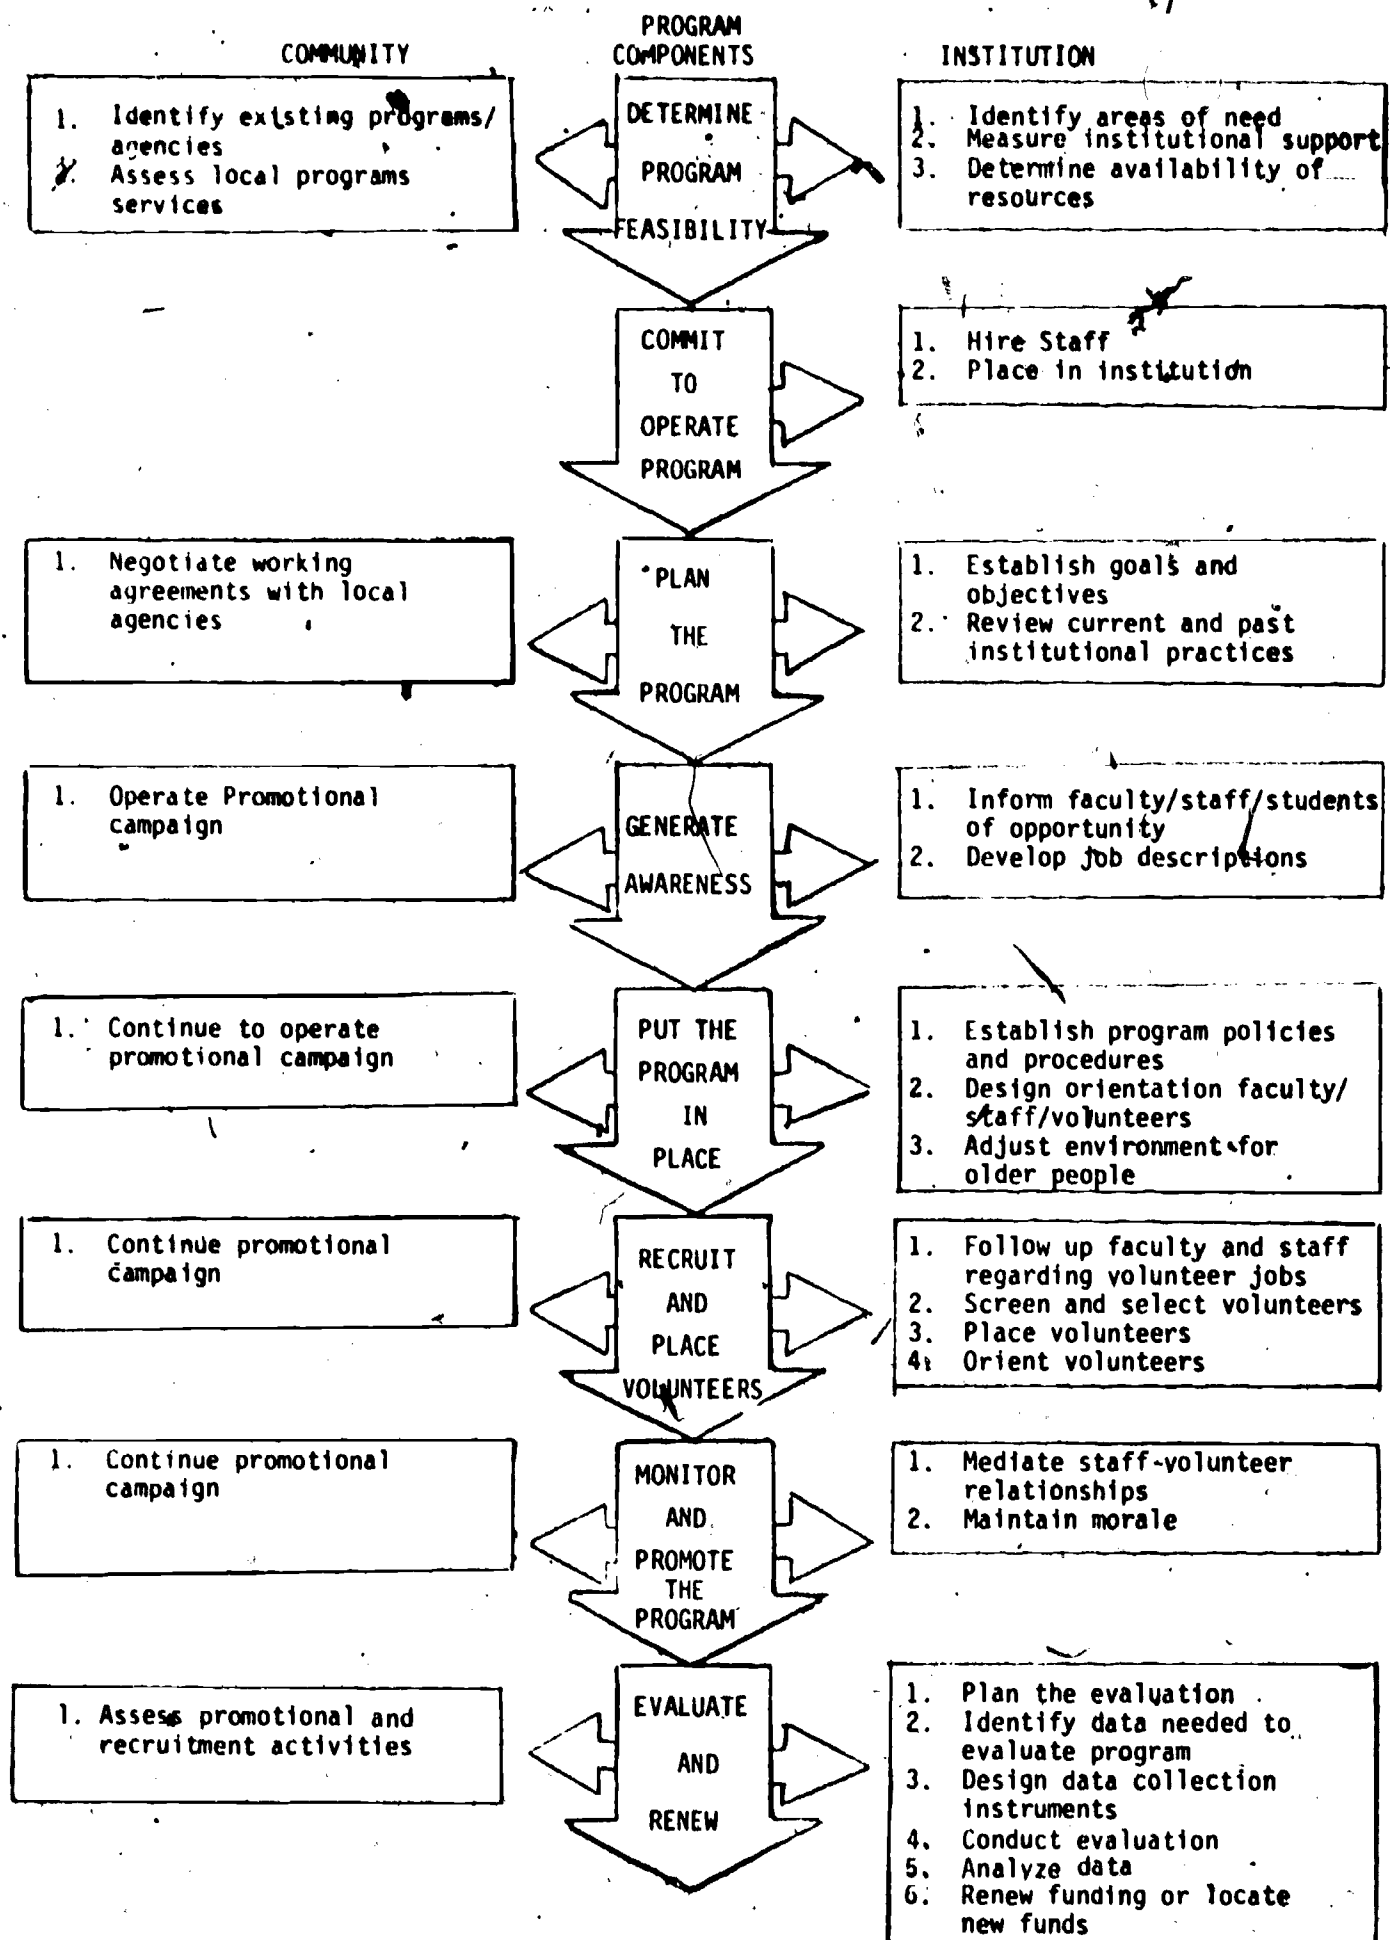 PROGRAM
COMMUNITY COMPONENTS INSTITUTION
DETERMINE
PROGRAM
FEASIBILITY
1. Identify existing programs/
agencies
2. Assess local programs
services
1. Identify areas of need
2. Measure institutional support
3. Determine availability of
resources
COMMIT
TO
OPERATE
PROGRAM
1. Hire Staff
2. Place in institution
1. Negotiate working
agreements with local
agencies
PLAN
THE
PROGRAM
1. Establish goals and
objectives
2. Review current and past
institutional practices
1. Operate Promotional
campaign
GENERATE
AWARENESS
1. Inform faculty/staff/students
of opportunity
2. Develop job descriptions
1. Continue to operate
promotional campaign
PUT THE
PROGRAM
IN
PLACE
1. Establish program policies
and procedures
2. Design orientation faculty/
staff/volunteers
3. Adjust environment for
older people
1. Continue promotional
campaign
RECRUIT
AND
PLACE
VOLUNTEERS
1. Follow up faculty and staff
regarding volunteer jobs
2. Screen and select volunteers
3. Place volunteers
4. Orient volunteers
1. Continue promotional
campaign
MONITOR
AND
PROMOTE
THE
PROGRAM
1. Mediate staff-volunteer
relationships
2. Maintain morale
1. Assess promotional and
recruitment activities
EVALUATE
AND
RENEW
1. Plan the evaluation
2. Identify data needed to
evaluate program
3. Design data collection
instruments
4. Conduct evaluation
5. Analyze data
6. Renew funding or locate
new funds